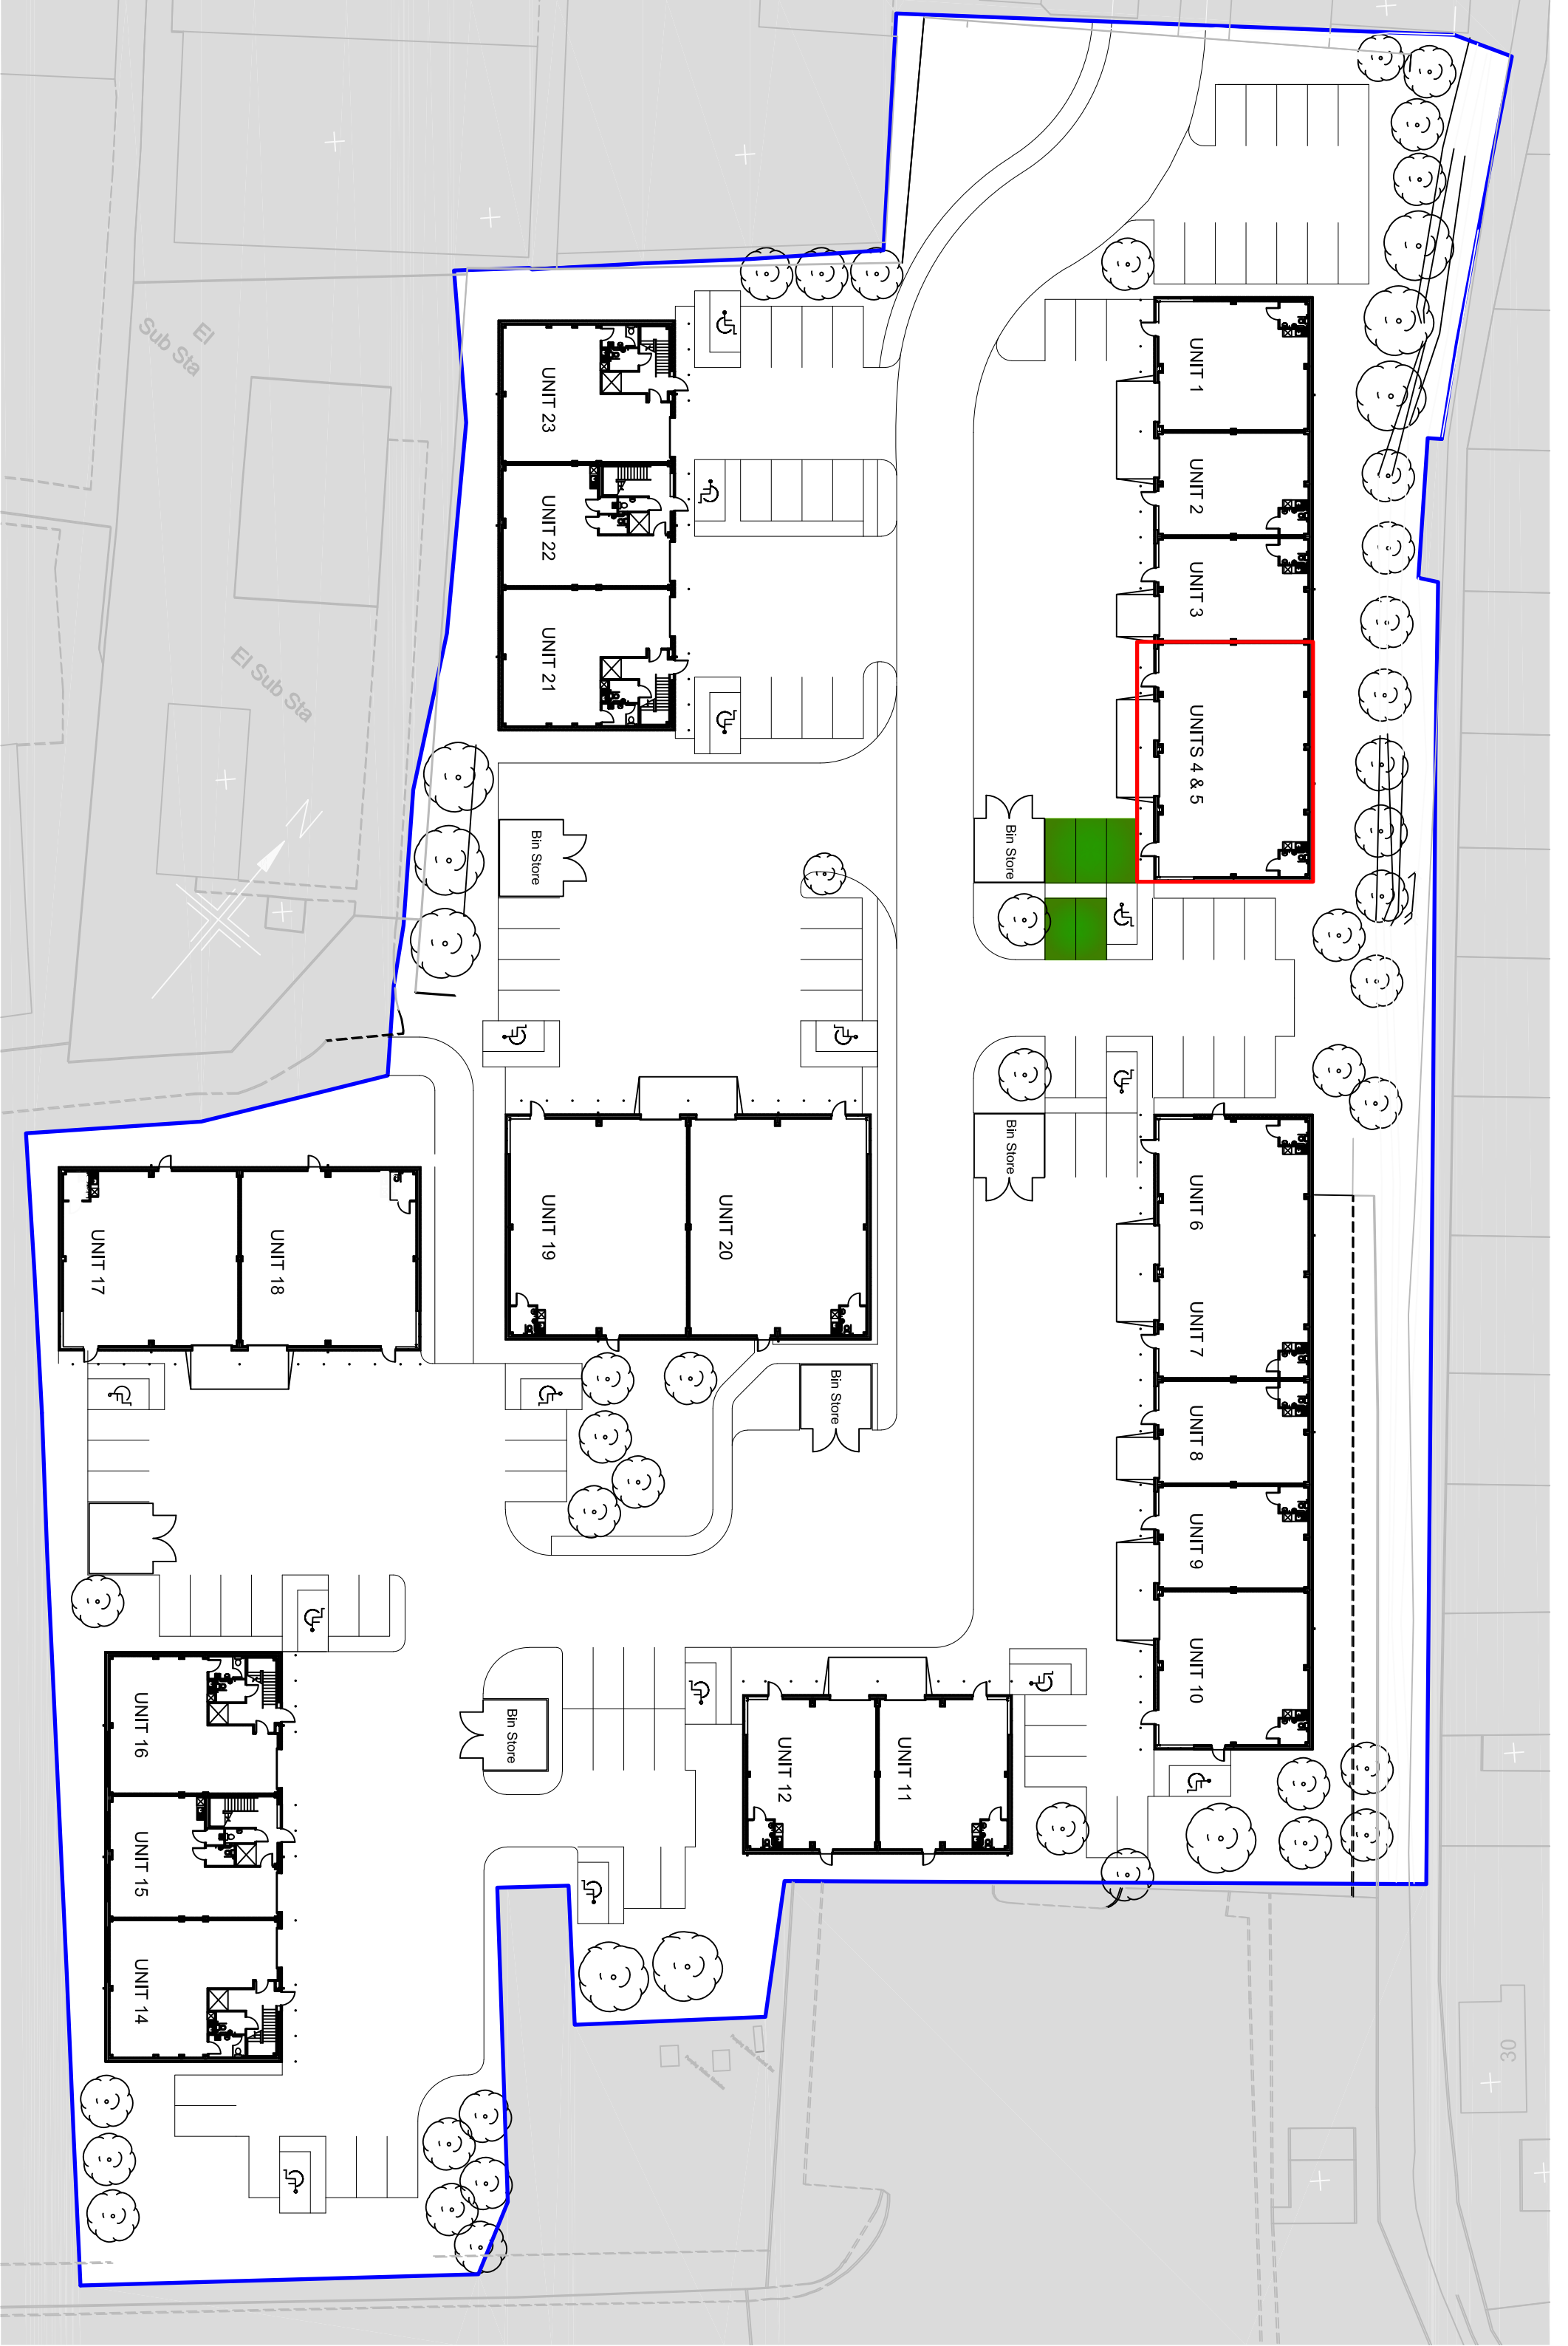 El
Sub Sta
El Sub Sta
N
UNIT 1
UNIT 2
UNIT 3
UNITS 4 & 5
Bin Store
UNIT 23
UNIT 22
UNIT 21
Bin Store
Bin Store
UNIT 6
UNIT 7
UNIT 8
UNIT 9
UNIT 10
UNIT 19
UNIT 20
Bin Store
UNIT 17
UNIT 18
Bin Store
UNIT 12
UNIT 11
UNIT 16
UNIT 15
UNIT 14
30